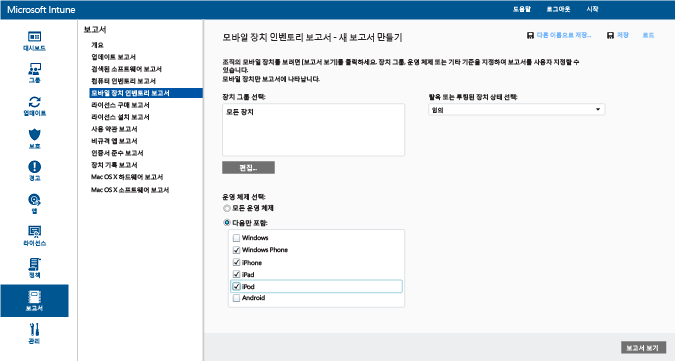 Microsoft Intune
도움말 로그아웃 시작
대시보드
그룹
업데이트
보호
경고
앱
라이선스
정책
보고서
관리
보고서
개요
업데이트 보고서
검색된 소프트웨어 보고서
컴퓨터 인벤토리 보고서
모바일 장치 인벤토리 보고서
라이선스 구매 보고서
라이선스 설치 보고서
사용 약관 보고서
비규격 앱 보고서
인증서 준수 보고서
장치 기록 보고서
Mac OS X 하드웨어 보고서
Mac OS X 소프트웨어 보고서
모바일 장치 인벤토리 보고서 - 새 보고서 만들기
다른 이름으로 저장... 저장 로드
조직의 모바일 장치를 보려면 [보고서 보기]를 클릭하세요. 장치 그룹, 운영 체제 또는 기타 기준을 지정하여 보고서를 사용자 지정할 수
있습니다.
모바일 장치만 보고서에 나타납니다.
장치 그룹 선택:
모든 장치
편집...
탈옥 또는 루팅된 장치 상태 선택:
임의
운영 체제 선택:
모든 운영 체제
다음만 포함:
Windows
Windows Phone
iPhone
iPad
iPod
Android
보고서 보기